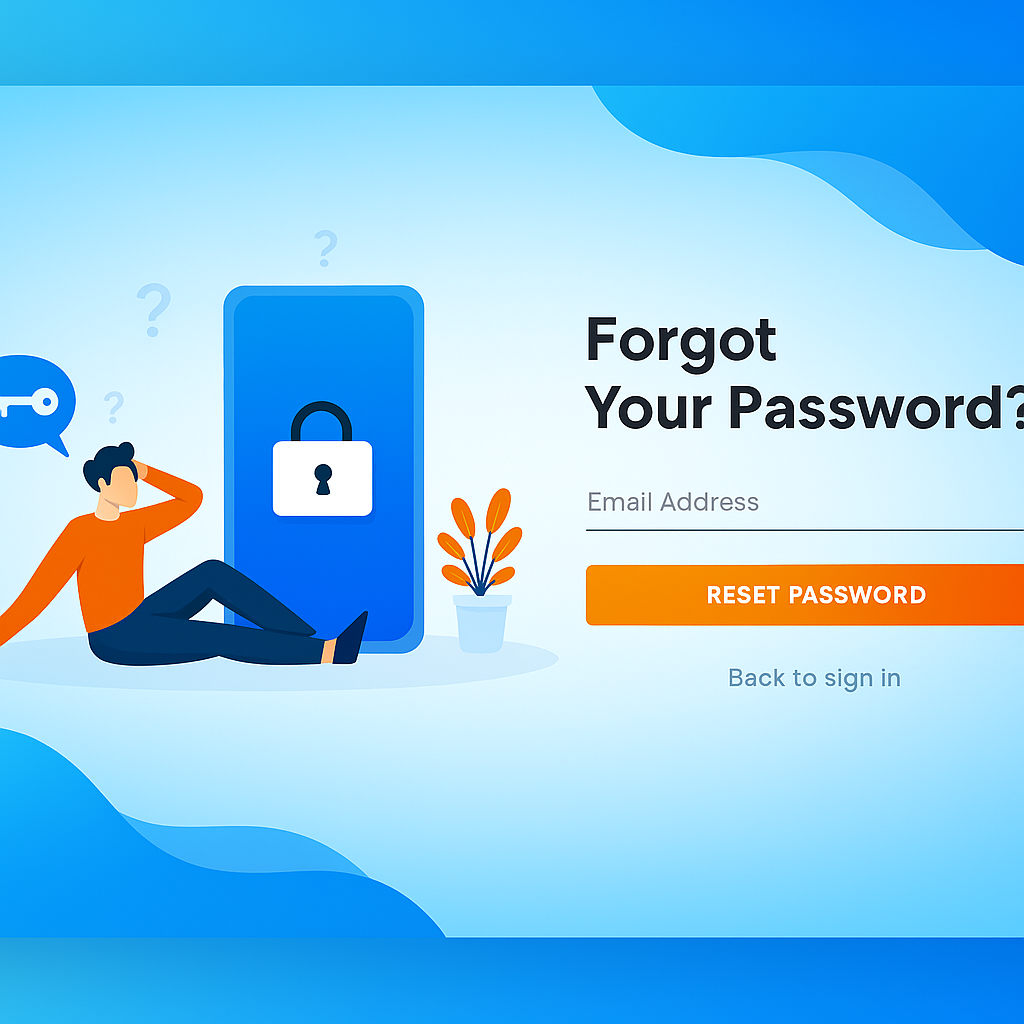 Forgot
Your Password?
Email Address
RESET PASSWORD
Back to sign in